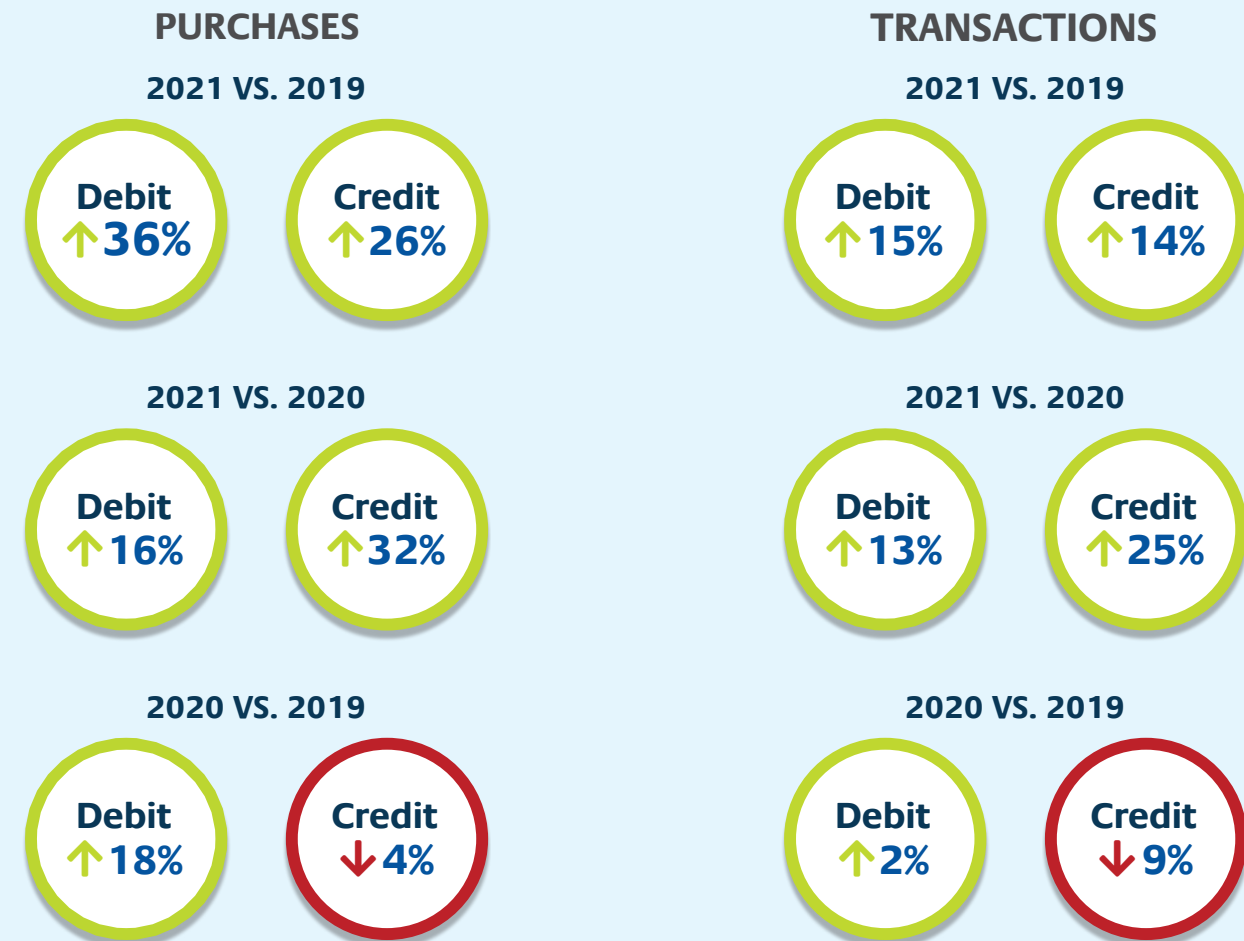 PURCHASES
2021 VS. 2019
Debit
↑36%
Credit
↑26%
2021 VS. 2020
Debit
↑16%
Credit
↑32%
2020 VS. 2019
Debit
↑18%
Credit
↓4%
TRANSACTIONS
2021 VS. 2019
Debit
↑15%
Credit
↑14%
2021 VS. 2020
Debit
↑13%
Credit
↑25%
2020 VS. 2019
Debit
↑2%
Credit
↓9%